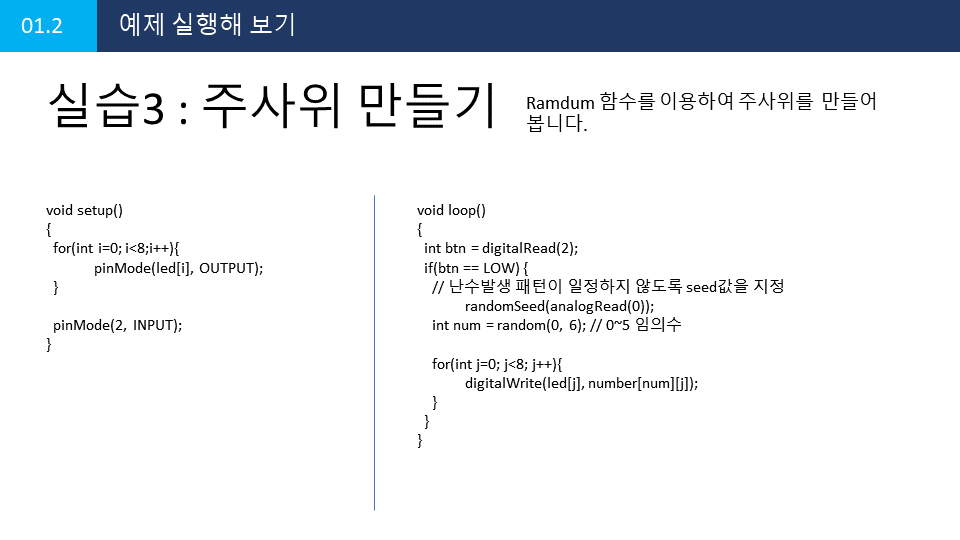 01.2
예제 실행해 보기
실습3 : 주사위 만들기
Ramdum 함수를 이용하여 주사위를 만들어
봅니다.
void setup()
{
for(int i=0; i<8;i++){
pinMode(led[i], OUTPUT);
}
pinMode(2, INPUT);
}
void loop()
{
int btn = digitalRead(2);
if(btn == LOW) {
// 난수발생 패턴이 일정하지 않도록 seed값을 지정
randomSeed(analogRead(0));
int num = random(0, 6); // 0~5 임의수
for(int j=0; j<8; j++){
digitalWrite(led[j], number[num][j]);
}
}
}